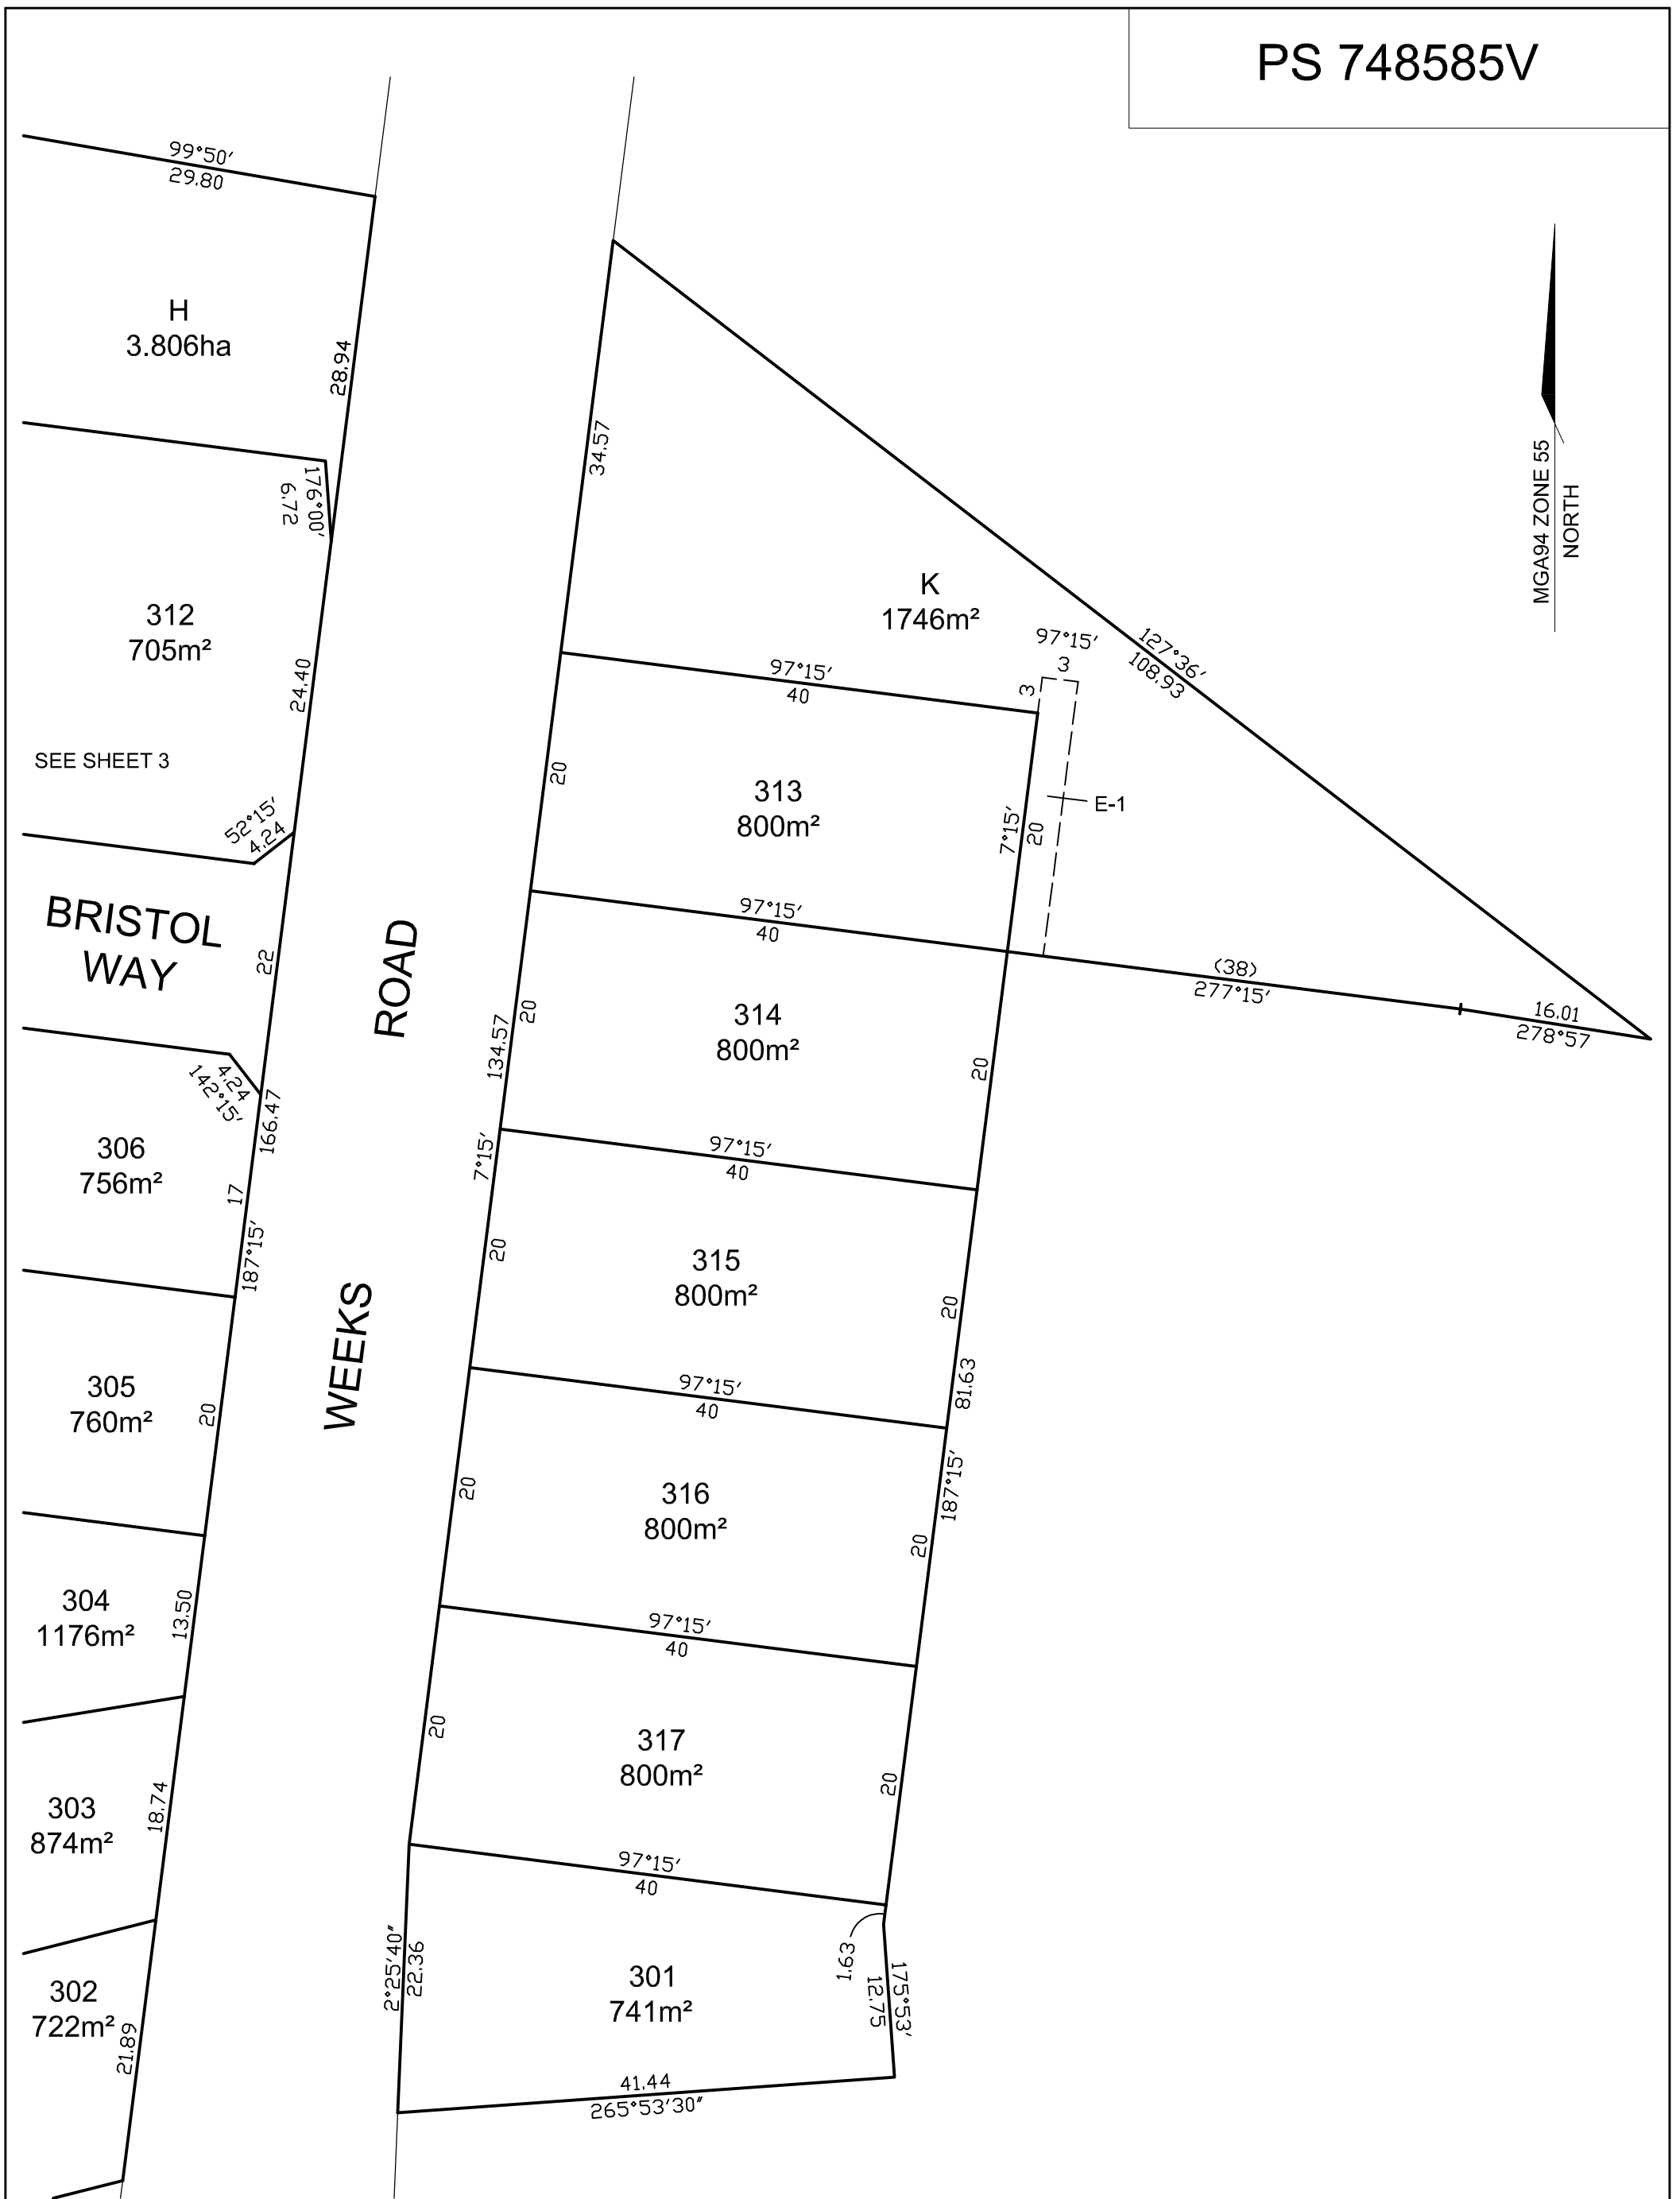 PS 748585V
99°50′
29.80
H
3.806ha
28.94
34.57
MGA94 ZONE 55
NORTH
176°00′
6.72
312
705m²
24.40
K
1746m²
97°15′
3
3
127°36′
108.93
97°15′
40
SEE SHEET 3
20
313
800m²
7°15′
20
E-1
52°15′
4.24
BRISTOL
WAY
22
ROAD
97°15′
40
(38)
277°15′
16.01
278°57
134.57
20
314
800m²
20
4.24
142°15′
166.47
306
756m²
17
187°15′
7°15′
97°15′
40
20
315
800m²
20
81.63
WEEKS
305
760m²
20
97°15′
40
187°15′
20
316
800m²
20
304
1176m²
13.50
97°15′
40
20
317
800m²
20
303
874m²
18.74
97°15′
40
2°25′40″
22.36
1.63
175°53′
12.75
301
741m²
302
722m²
21.89
41.44
265°53′30″